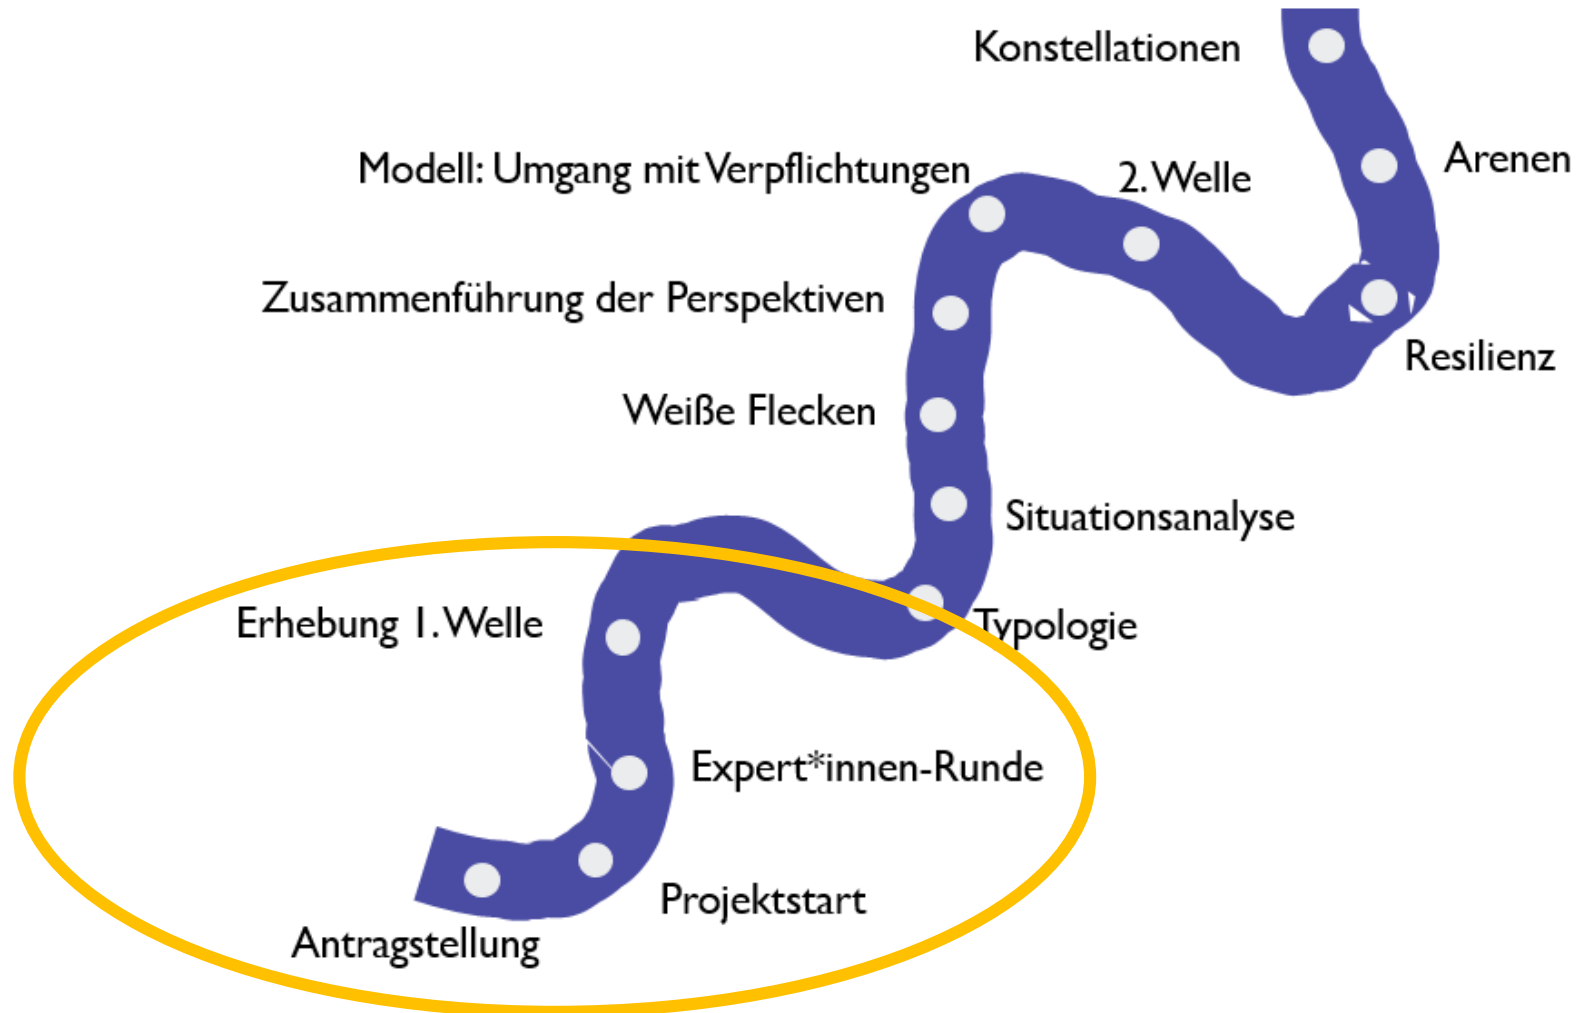 Konstellationen
Arenen
Modell: Umgang mit Verpflichtungen
2. Welle
Zusammenführung der Perspektiven
Resilienz
Weiße Flecken
Situationsanalyse
Erhebung 1. Welle
Typologie
Expert*innen-Runde
Projektstart
Antragstellung